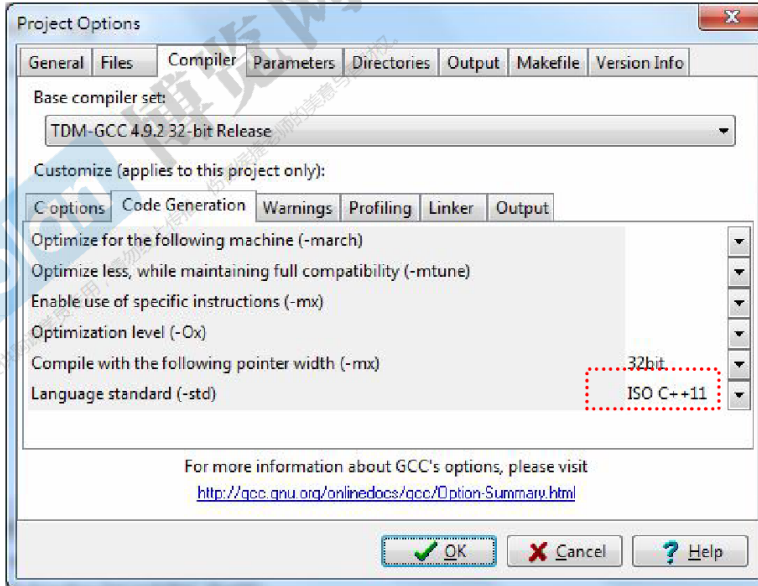 Project Options
General Files Compiler Parameters Directories Output Makefile Version Info
Base compiler set:
TDM-GCC 4.9.2 32-bit Release
Customize (applies to this project only):
C options Code Generation Warnings Profiling Linker Output
Optimize for the following machine (-march)
Optimize less, while maintaining full compatibility (-mtune)
Enable use of specific instructions (-mx)
Optimization level (-Ox)
Compile with the following pointer width (-mx) 32bit
Language standard (-std) ISO C++11
For more information about GCC's options, please visit
http://gcc.gnu.org/onlinedocs/gcc/Option-Summary.html
OK Cancel Help
博览